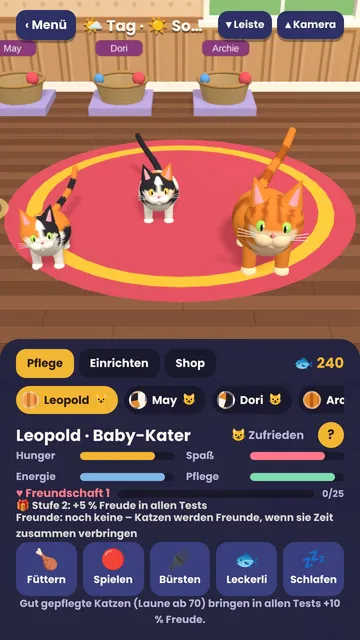 ‹ Menü
🌤️ Tag · ☀️ So...
▾ Leiste
▴ Kamera
May
Dori
Archie
Pflege
Einrichten
Shop
🐟 240
Leopold 😺
May 😺
Dori 😺
Arc
Leopold · Baby-Kater
😺 Zufrieden
?
Hunger
Spaß
Energie
Pflege
♥ Freundschaft 1
0/25
🎁 Stufe 2: +5 % Freude in allen Tests
Freunde: noch keine – Katzen werden Freunde, wenn sie Zeit
zusammen verbringen
Füttern
Spielen
Bürsten
Leckerli
Schlafen
Gut gepflegte Katzen (Laune ab 70) bringen in allen Tests +10
% Freude.